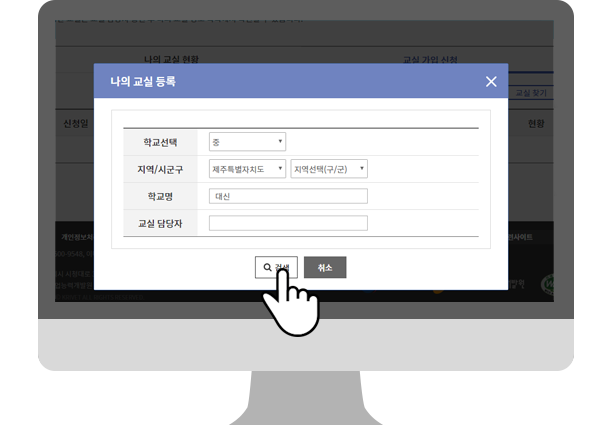 나의 교실 현황
교실 가입 신청
나의 교실 등록
교실 찾기
신청일
현황
학교선택
중
지역/시군구
제주특별자치도
지역선택(구/군)
학교명
대신
교실 담당자
검색
취소